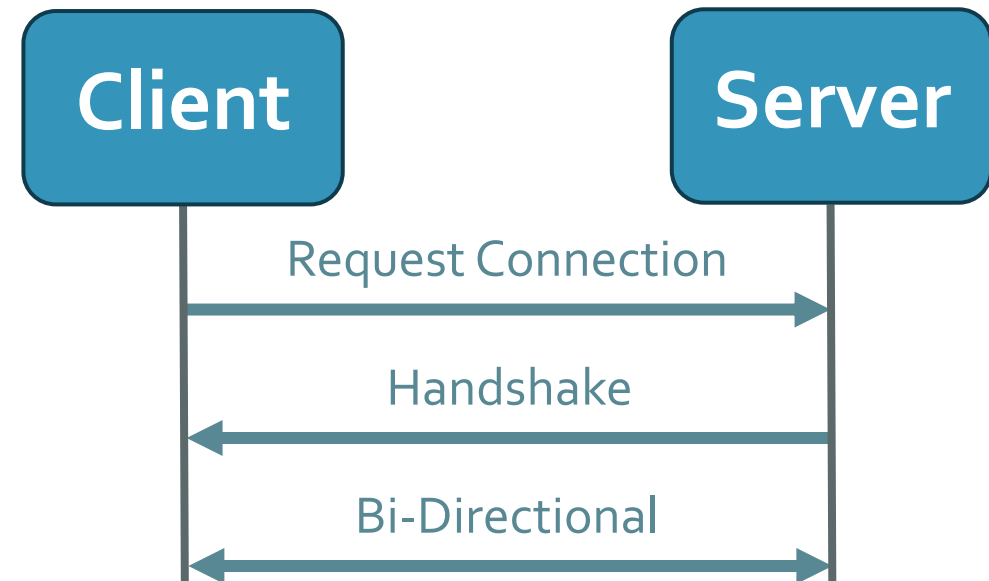 Client
Server
Request Connection
Handshake
Bi-Directional